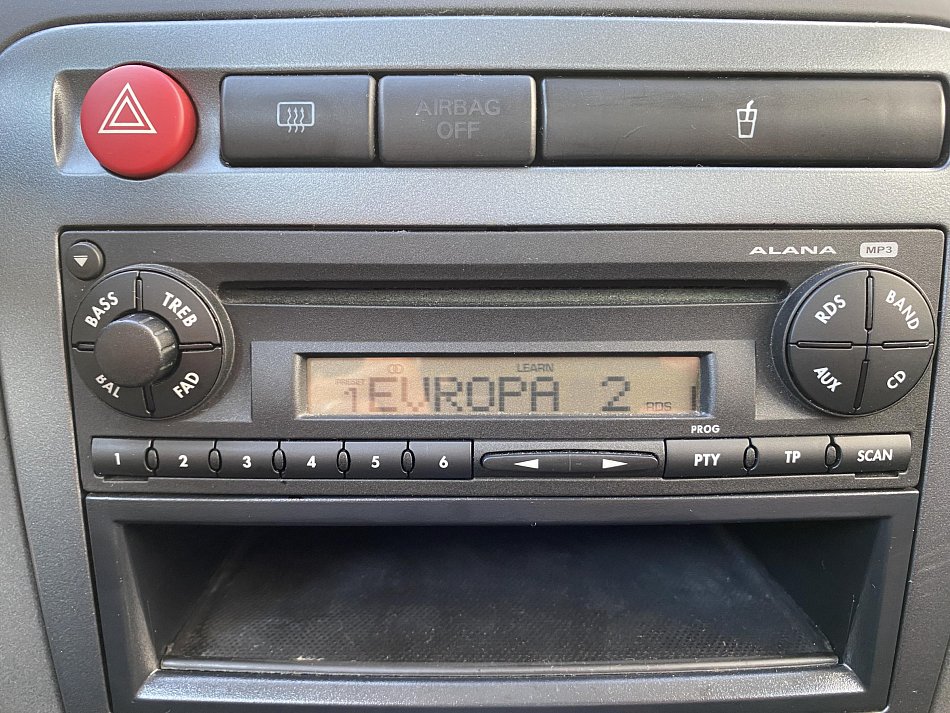 AIRBAG
OFF
ALANA MP3
BASS TREB
BAL FAD
RDS BAND
AUX CD
LEARN
PRESET
1 EVROPA 2 RDS
PROG
1 2 3 4 5 6 PTY TP SCAN